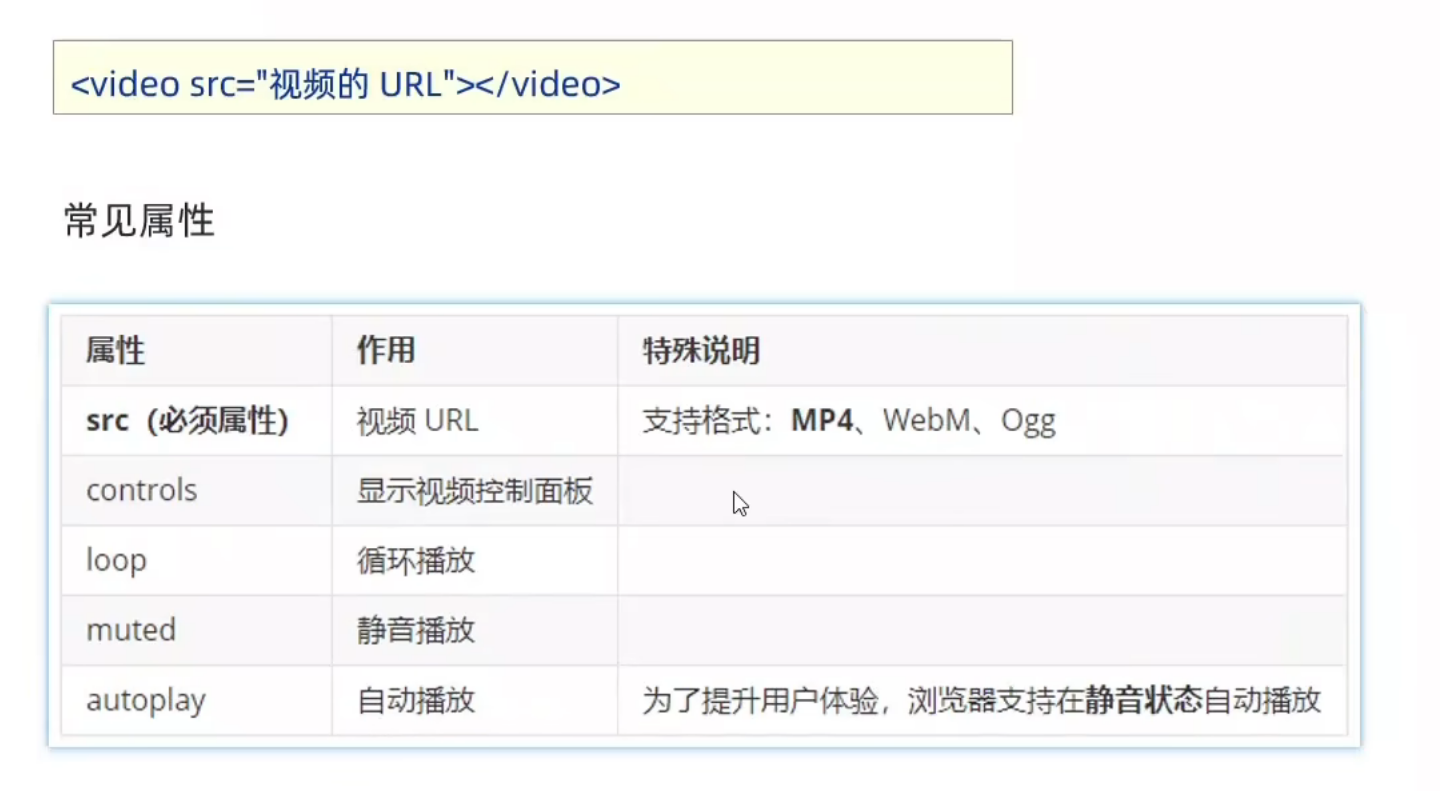 <video src="视频的 URL"></video>
常见属性
属性 作用 特殊说明
src（必须属性） 视频 URL 支持格式：MP4、WebM、Ogg
controls 显示视频控制面板
loop 循环播放
muted 静音播放
autoplay 自动播放 为了提升用户体验，浏览器支持在静音状态自动播放